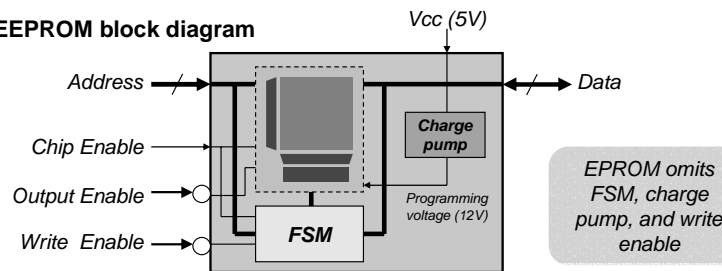 EEPROM block diagram
Vcc (5V)
Address
Data
Chip Enable
Charge
pump
Output Enable
Programming
voltage (12V)
Write Enable
FSM
EPROM omits
FSM, charge
pump, and write
enable